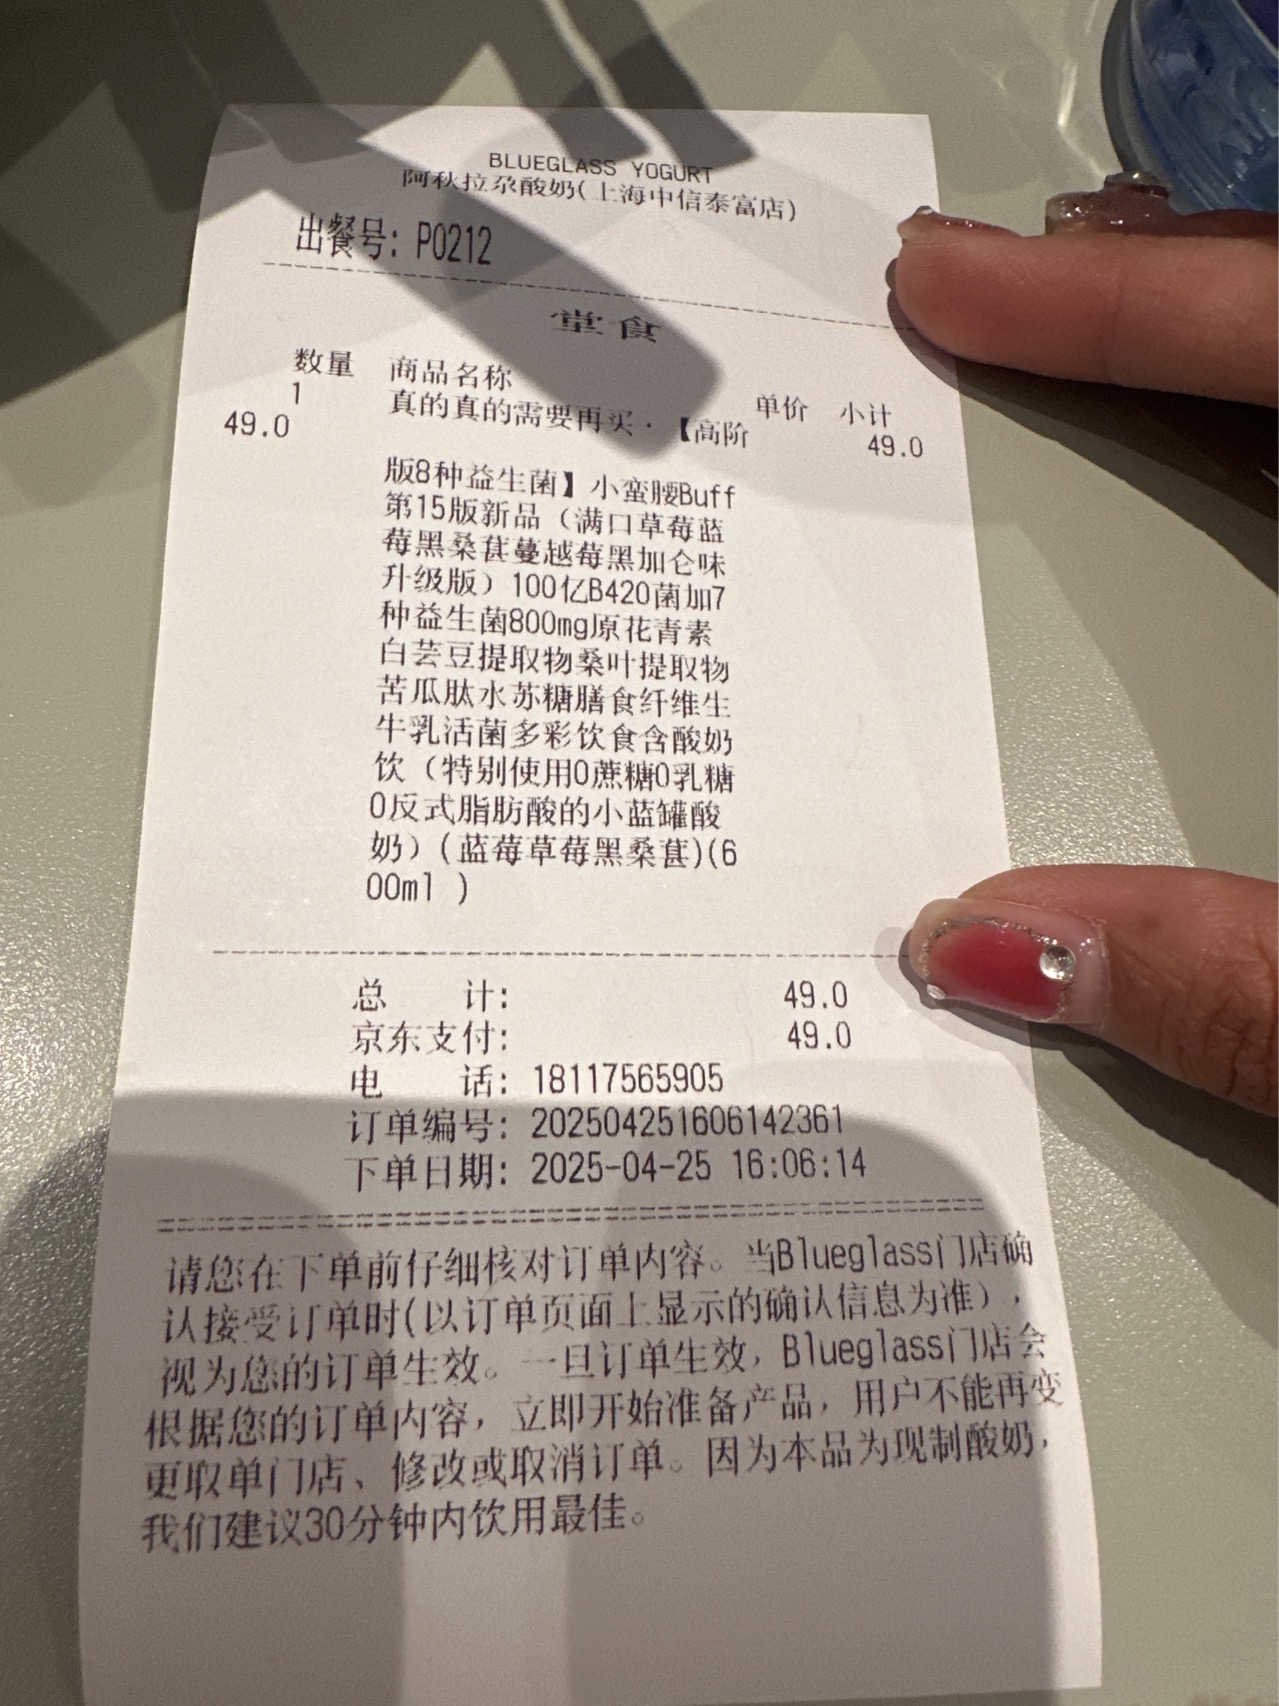 BLUEGLASS YOGURT
阿秋拉尕酸奶(上海中信泰富店)
出餐号: P0212
堂食
数量 商品名称 单价 小计
1 真的真的需要再买·【高阶 49.0
49.0
版8种益生菌】小蛮腰Buff
第15版新品（满口草莓蓝
莓黑桑葚蔓越莓黑加仑味
升级版）100亿B420菌加7
种益生菌800mg原花青素
白芸豆提取物桑叶提取物
苦瓜肽水苏糖膳食纤维生
牛乳活菌多彩饮食含酸奶
饮（特别使用0蔗糖0乳糖
0反式脂肪酸的小蓝罐酸
奶）(蓝莓草莓黑桑葚)(6
00ml )
总 计: 49.0
京东支付: 49.0
电 话: 18117565905
订单编号: 202504251606142361
下单日期: 2025-04-25 16:06:14
请您在下单前仔细核对订单内容。当Blueglass门店确
认接受订单时(以订单页面上显示的确认信息为准)，
视为您的订单生效。一旦订单生效，Blueglass门店会
根据您的订单内容，立即开始准备产品，用户不能再变
更取单门店、修改或取消订单。因为本品为现制酸奶，
我们建议30分钟内饮用最佳。